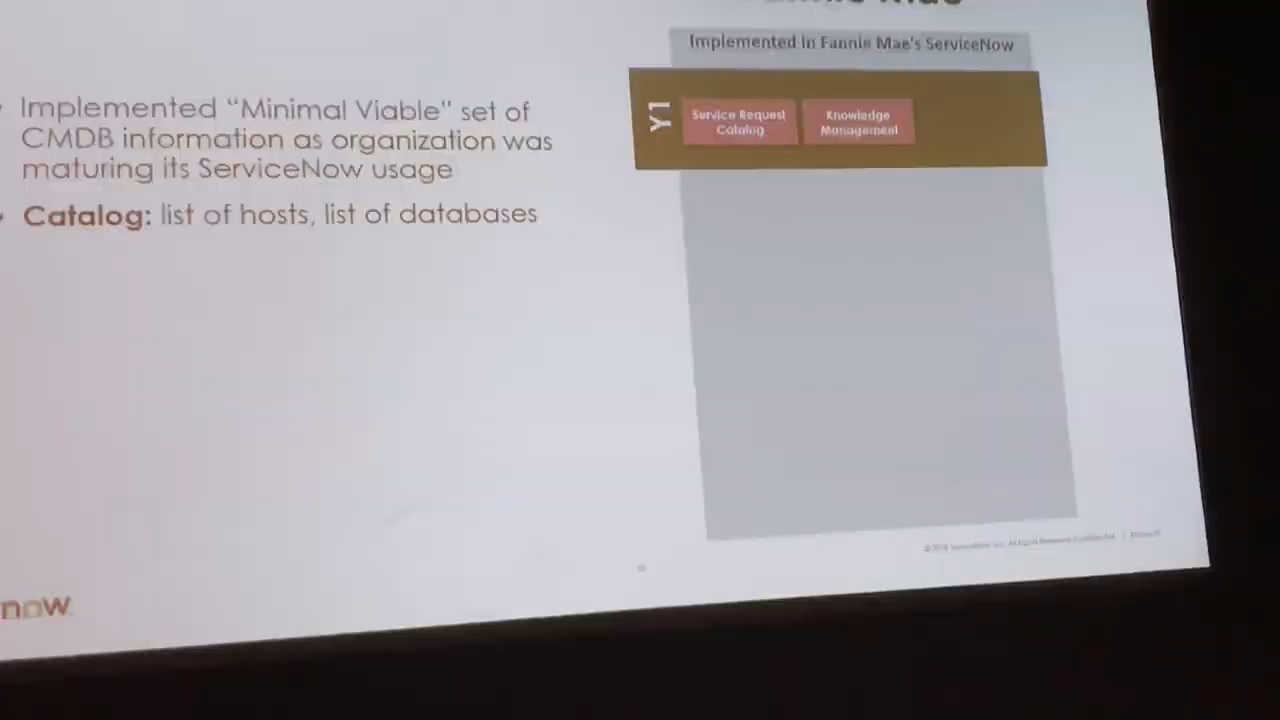 Implemented in Fannie Mae's ServiceNow
Implemented “Minimal Viable” set of
CMDB information as organization was
maturing its ServiceNow usage
Catalog: list of hosts, list of databases
Y1
Service Request
Catalog
Knowledge
Management
now